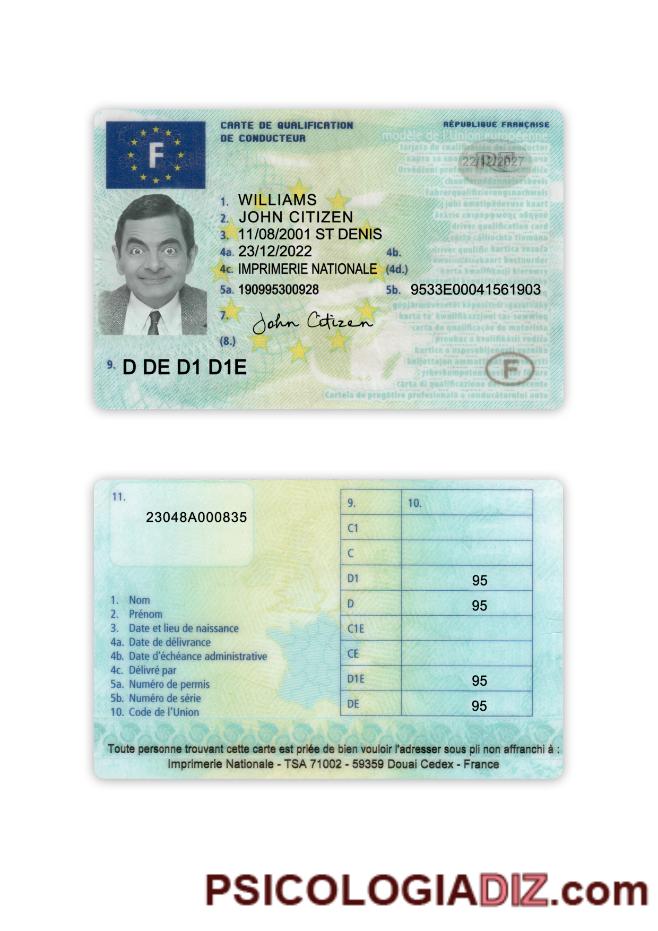 CARTE DE QUALIFICATION
DE CONDUCTEUR
RÉPUBLIQUE FRANÇAISE
modèle de l'Union européenne
F
22/12/2027
1. WILLIAMS
2. JOHN CITIZEN
3. 11/08/2001 ST DENIS
4a. 23/12/2022 4b.
4c. IMPRIMERIE NATIONALE (4d.)
5a. 190995300928 5b. 9533E00041561903
7. John Citizen
(8.)
9. D DE D1 D1E
F
11.
23048A000835
1. Nom
2. Prénom
3. Date et lieu de naissance
4a. Date de délivrance
4b. Date d'échéance administrative
4c. Délivré par
5a. Numéro de permis
5b. Numéro de série
10. Code de l'Union
9. 10.
C1
C
D1 95
D 95
C1E
CE
D1E 95
DE 95
Toute personne trouvant cette carte est priée de bien vouloir l'adresser sous pli non affranchi à :
Imprimerie Nationale - TSA 71002 - 59359 Douai Cedex - France
PSICOLOGIADIZ.com